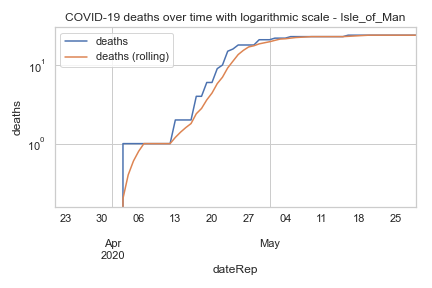 COVID-19 deaths over time with logarithmic scale - Isle_of_Man
deaths
deaths (rolling)
10¹
10⁰
deaths
23 30 06 13 20 27 04 11 18 25
Apr May
2020
dateRep